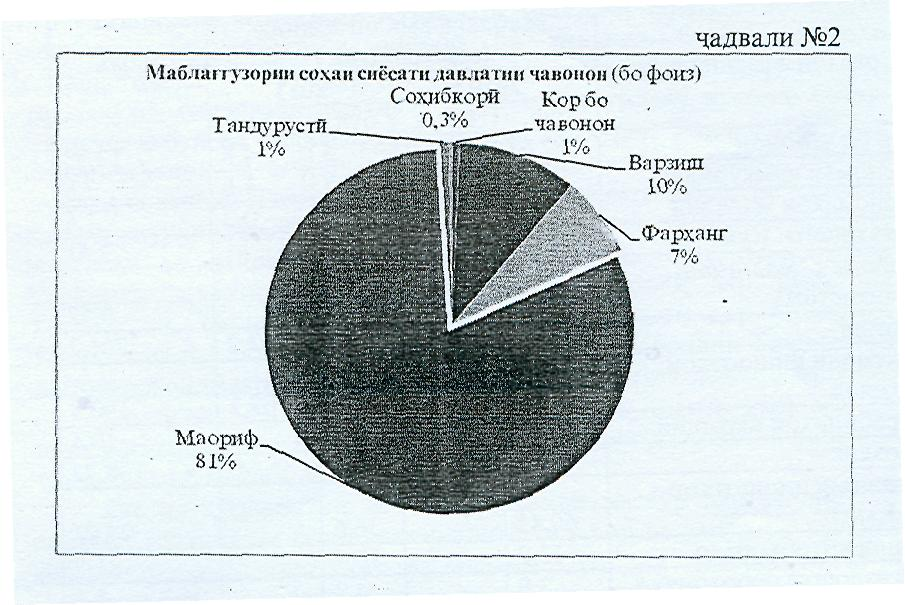 ҷадвали №2
Маблағгузории соҳаи сиёсати давлатии ҷавонон (бо фоиз)
Соҳибкорӣ
0,3%
Кор бо
ҷавонон
1%
Тандурустӣ
1%
Варзиш
10%
Фарҳанг
7%
Маориф
81%